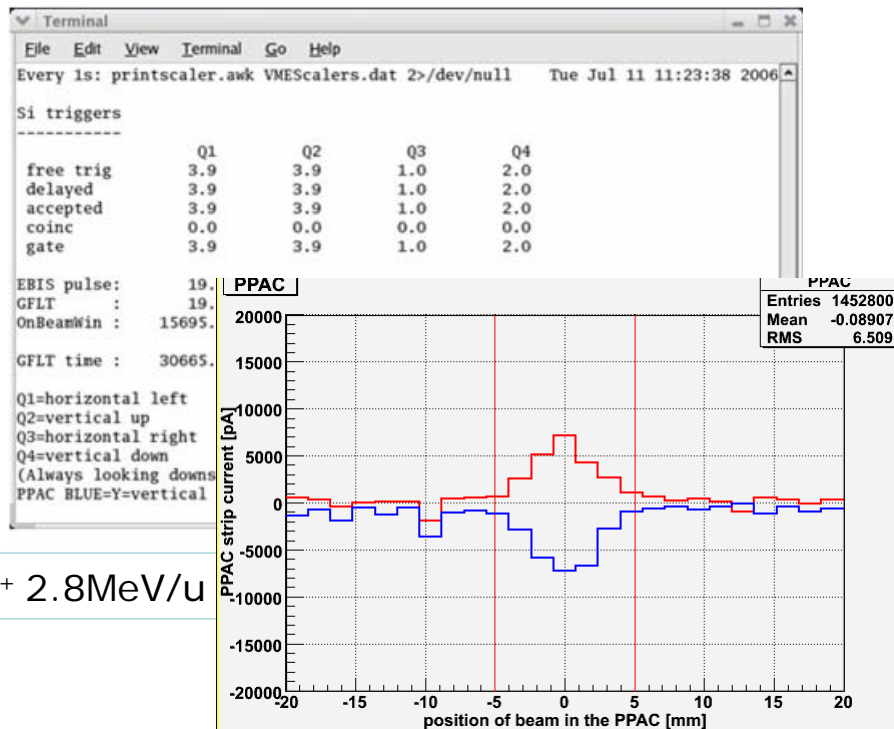 Terminal
File Edit View Terminal Go Help
Every 1s: printscaler.awk VMEScalers.dat 2>/dev/null Tue Jul 11 11:23:38 2006
Si triggers
-----------
Q1 Q2 Q3 Q4
free trig 3.9 3.9 1.0 2.0
delayed 3.9 3.9 1.0 2.0
accepted 3.9 3.9 1.0 2.0
coinc 0.0 0.0 0.0 0.0
gate 3.9 3.9 1.0 2.0
EBIS pulse: 19.
GFLT : 19.
OnBeamWin : 15695.
GFLT time : 30665.
Q1=horizontal left
Q2=vertical up
Q3=horizontal right
Q4=vertical down
(Always looking downs
PPAC BLUE=Y=vertical
+ 2.8MeV/u
PPAC
PPAC
Entries 1452800
Mean -0.08907
RMS 6.509
PPAC strip current [pA]
20000
15000
10000
5000
0
-5000
-10000
-15000
-20000
-20 -15 -10 -5 0 5 10 15 20
position of beam in the PPAC [mm]